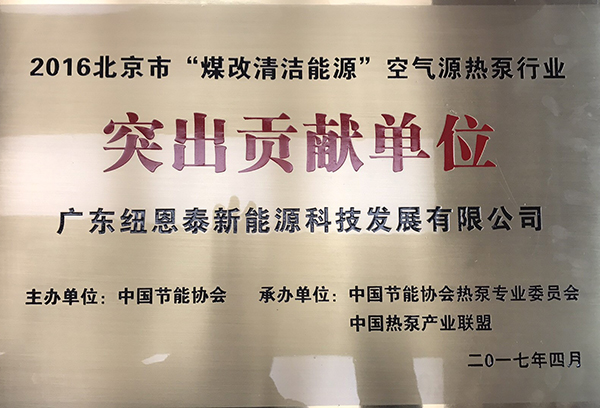 2016北京市“煤改清洁能源”空气源热泵行业
突出贡献单位
广东纽恩泰新能源科技发展有限公司
主办单位：中国节能协会 承办单位：中国节能协会热泵专业委员会
中国热泵产业联盟
二〇一七年四月